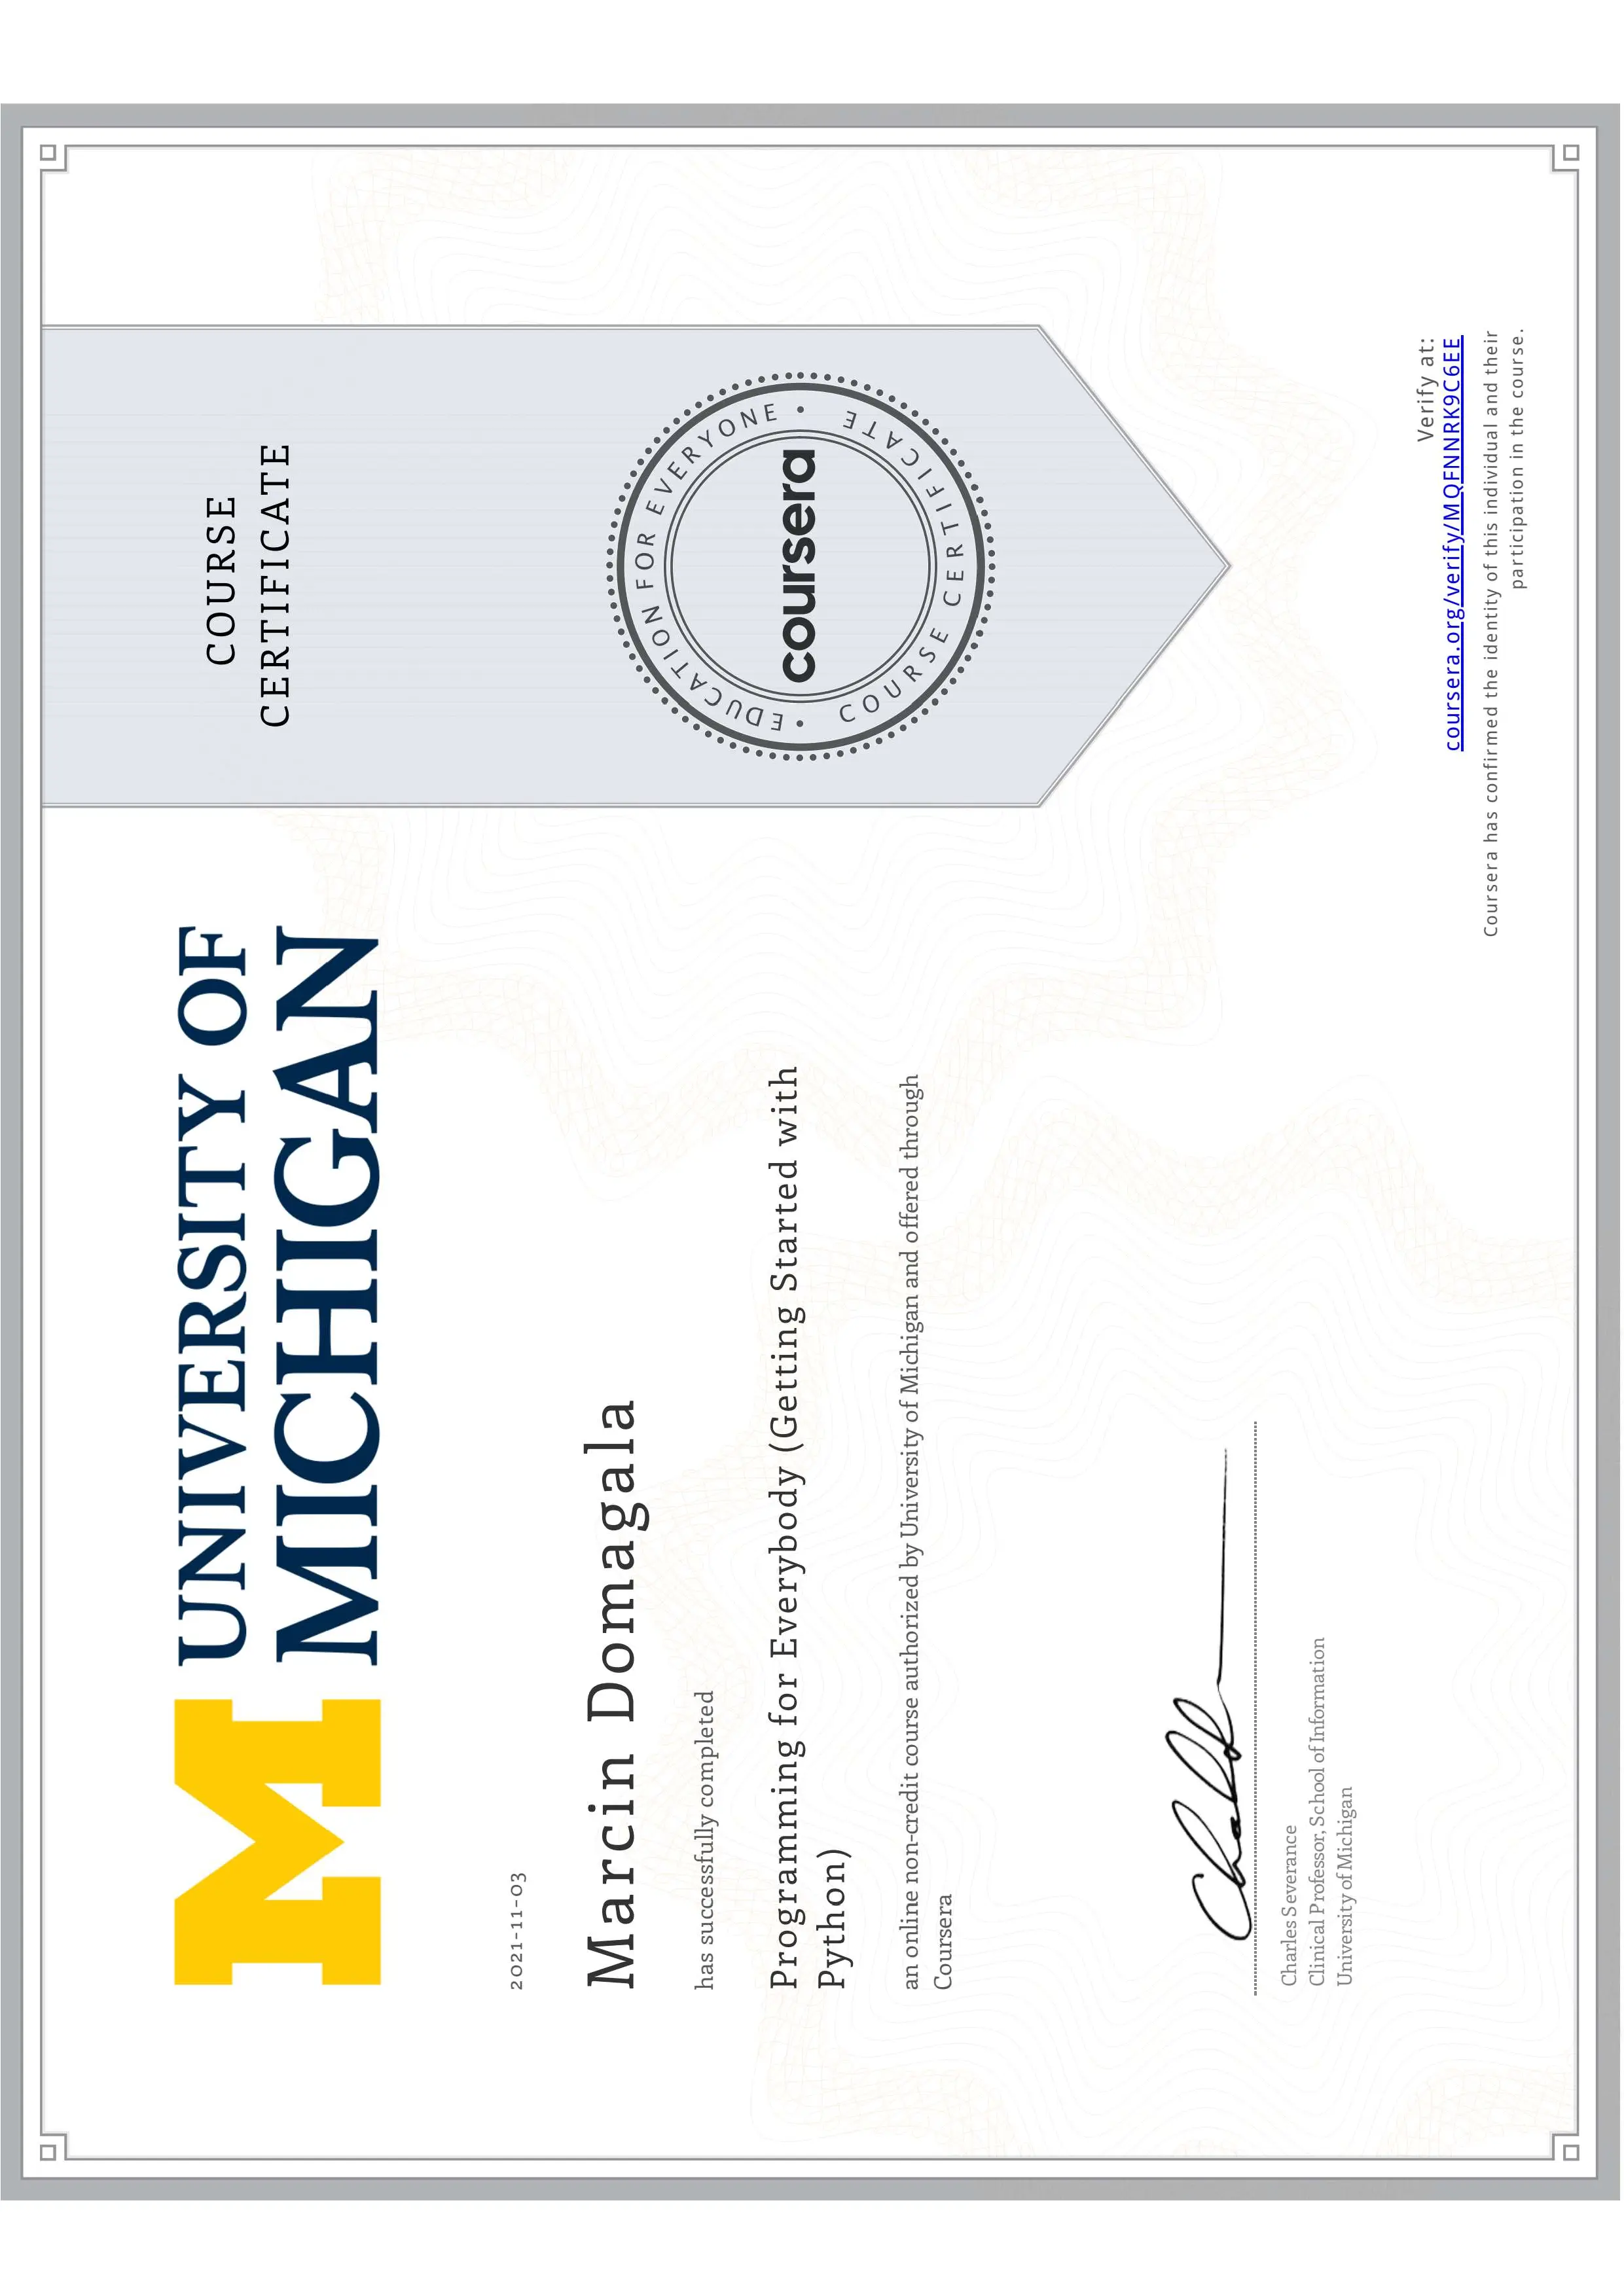 UNIVERSITY OF
MICHIGAN
2021-11-03
Marcin Domagala
has successfully completed
Programming for Everybody (Getting Started with
Python)
an online non-credit course authorized by University of Michigan and offered through
Coursera
Charles Severance
Clinical Professor, School of Information
University of Michigan
COURSE
CERTIFICATE
EDUCATION FOR EVERYONE •
coursera
COURSE CERTIFICATE •
Verify at:
coursera.org/verify/MQFNNRK9C6EE
Coursera has confirmed the identity of this individual and their
participation in the course.